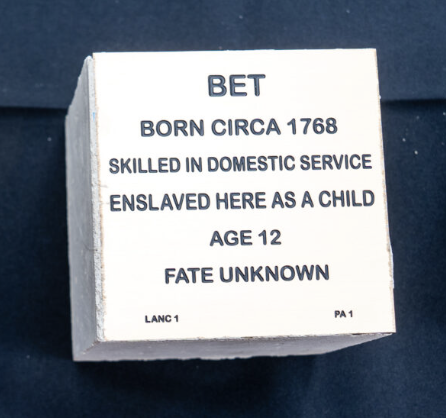 BET
BORN CIRCA 1768
SKILLED IN DOMESTIC SERVICE
ENSLAVED HERE AS A CHILD
AGE 12
FATE UNKNOWN
LANC 1 PA 1